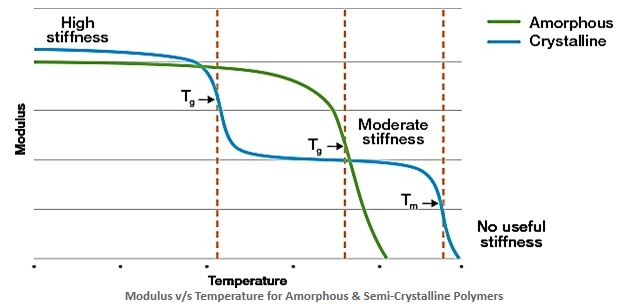 High
stiffness
Amorphous
Crystalline
Tg
Moderate
stiffness
Tg
Tm
No useful
stiffness
Modulus
Temperature
Modulus v/s Temperature for Amorphous & Semi-Crystalline Polymers